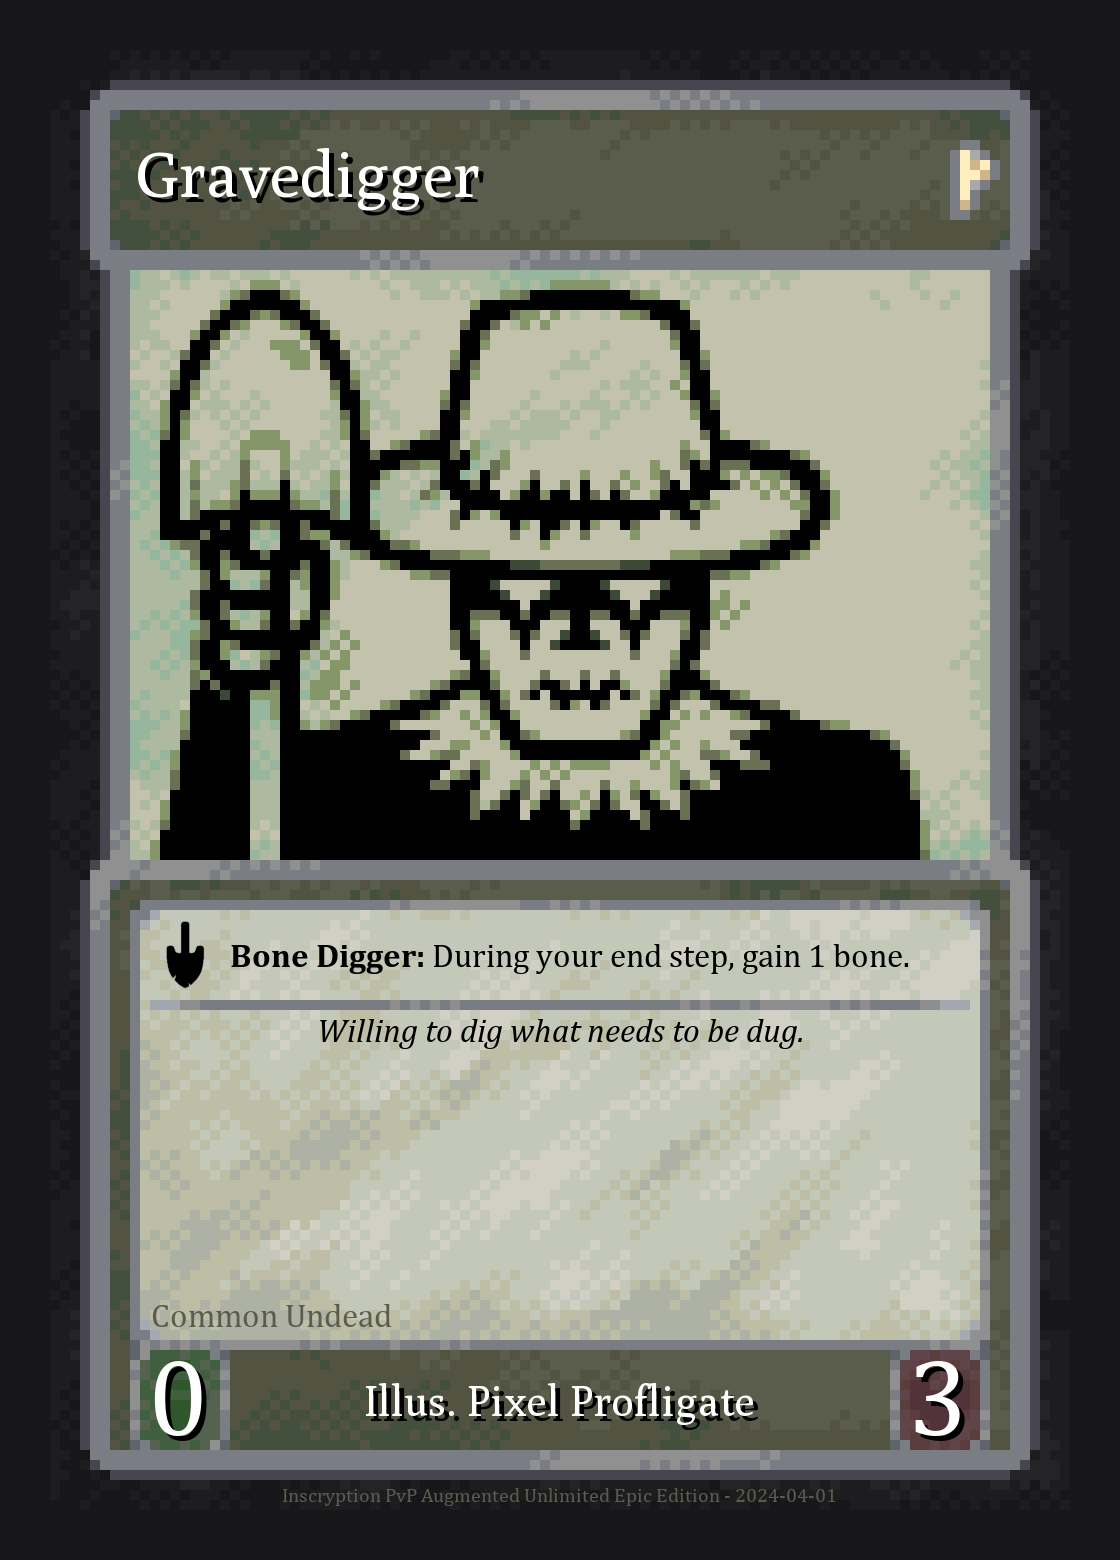 Gravedigger
Bone Digger: During your end step, gain 1 bone.
Willing to dig what needs to be dug.
Common Undead
0
Illus. Pixel Profligate
3
Inscryption PvP Augmented Unlimited Epic Edition - 2024-04-01